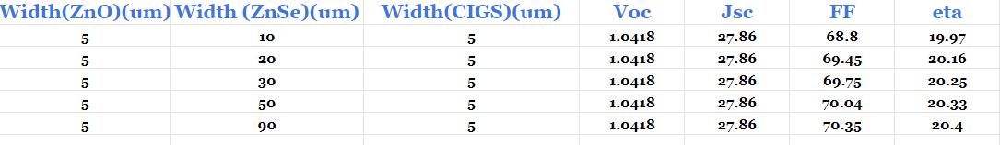 Width(ZnO)(um) Width (ZnSe)(um) Width(CIGS)(um) Voc Jsc FF eta
5 10 5 1.0418 27.86 68.8 19.97
5 20 5 1.0418 27.86 69.45 20.16
5 30 5 1.0418 27.86 69.75 20.25
5 50 5 1.0418 27.86 70.04 20.33
5 90 5 1.0418 27.86 70.35 20.4